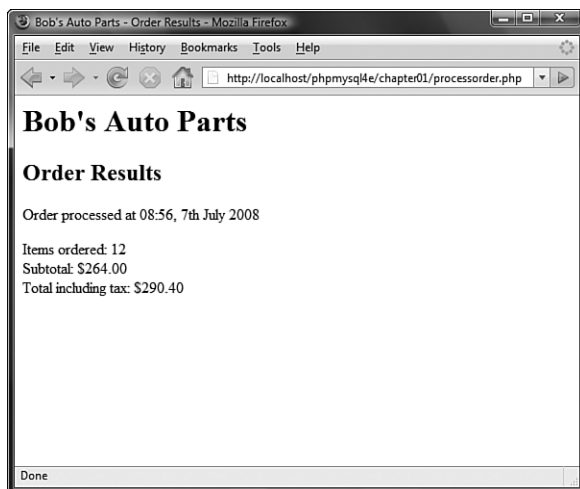 Bob's Auto Parts - Order Results - Mozilla Firefox
File Edit View History Bookmarks Tools Help
http://localhost/phpmysql4e/chapter01/processorder.php
Bob's Auto Parts
Order Results
Order processed at 08:56, 7th July 2008
Items ordered: 12
Subtotal: $264.00
Total including tax: $290.40
Done